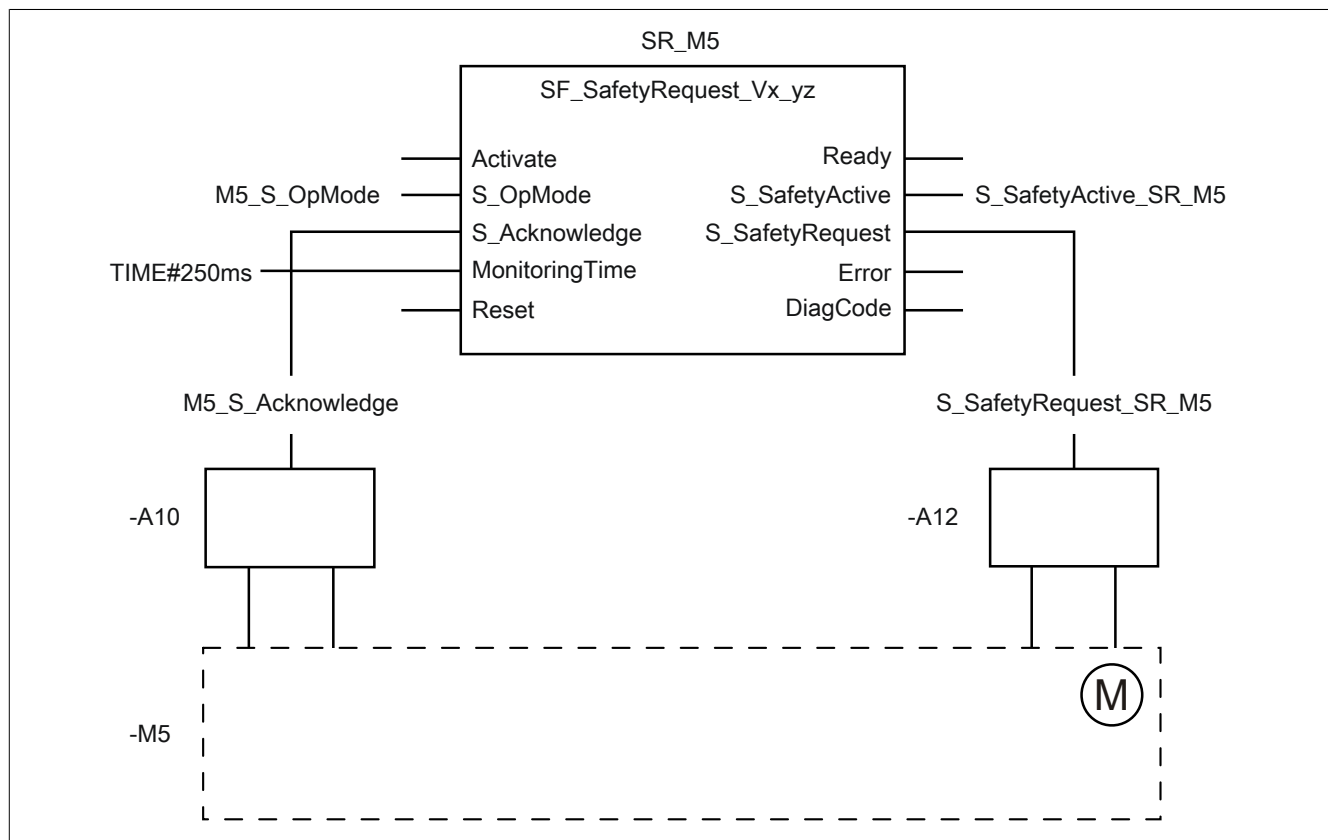 SR_M5
SF_SafetyRequest_Vx_yz
Activate Ready
M5_S_OpMode S_OpMode S_SafetyActive S_SafetyActive_SR_M5
S_Acknowledge S_SafetyRequest
TIME#250ms MonitoringTime Error
Reset DiagCode
M5_S_Acknowledge S_SafetyRequest_SR_M5
-A10 -A12
M
-M5